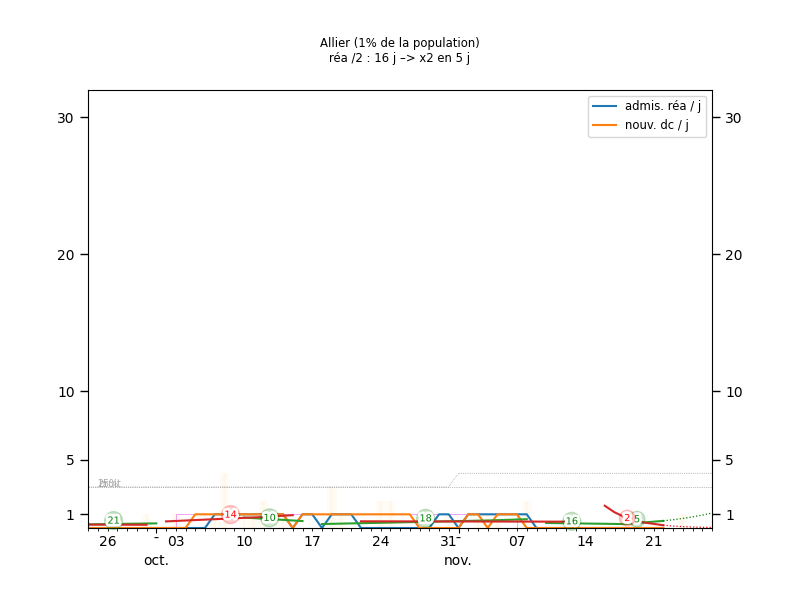 Allier (1% de la population)
réa /2 : 16 j –> x2 en 5 j
admis. réa / j
nouv. dc / j
30 30
20 20
10 10
5 5
1 1
21 14 10 18 16 2 5
26 - 03 10 17 24 31 07 14 21
oct. nov.